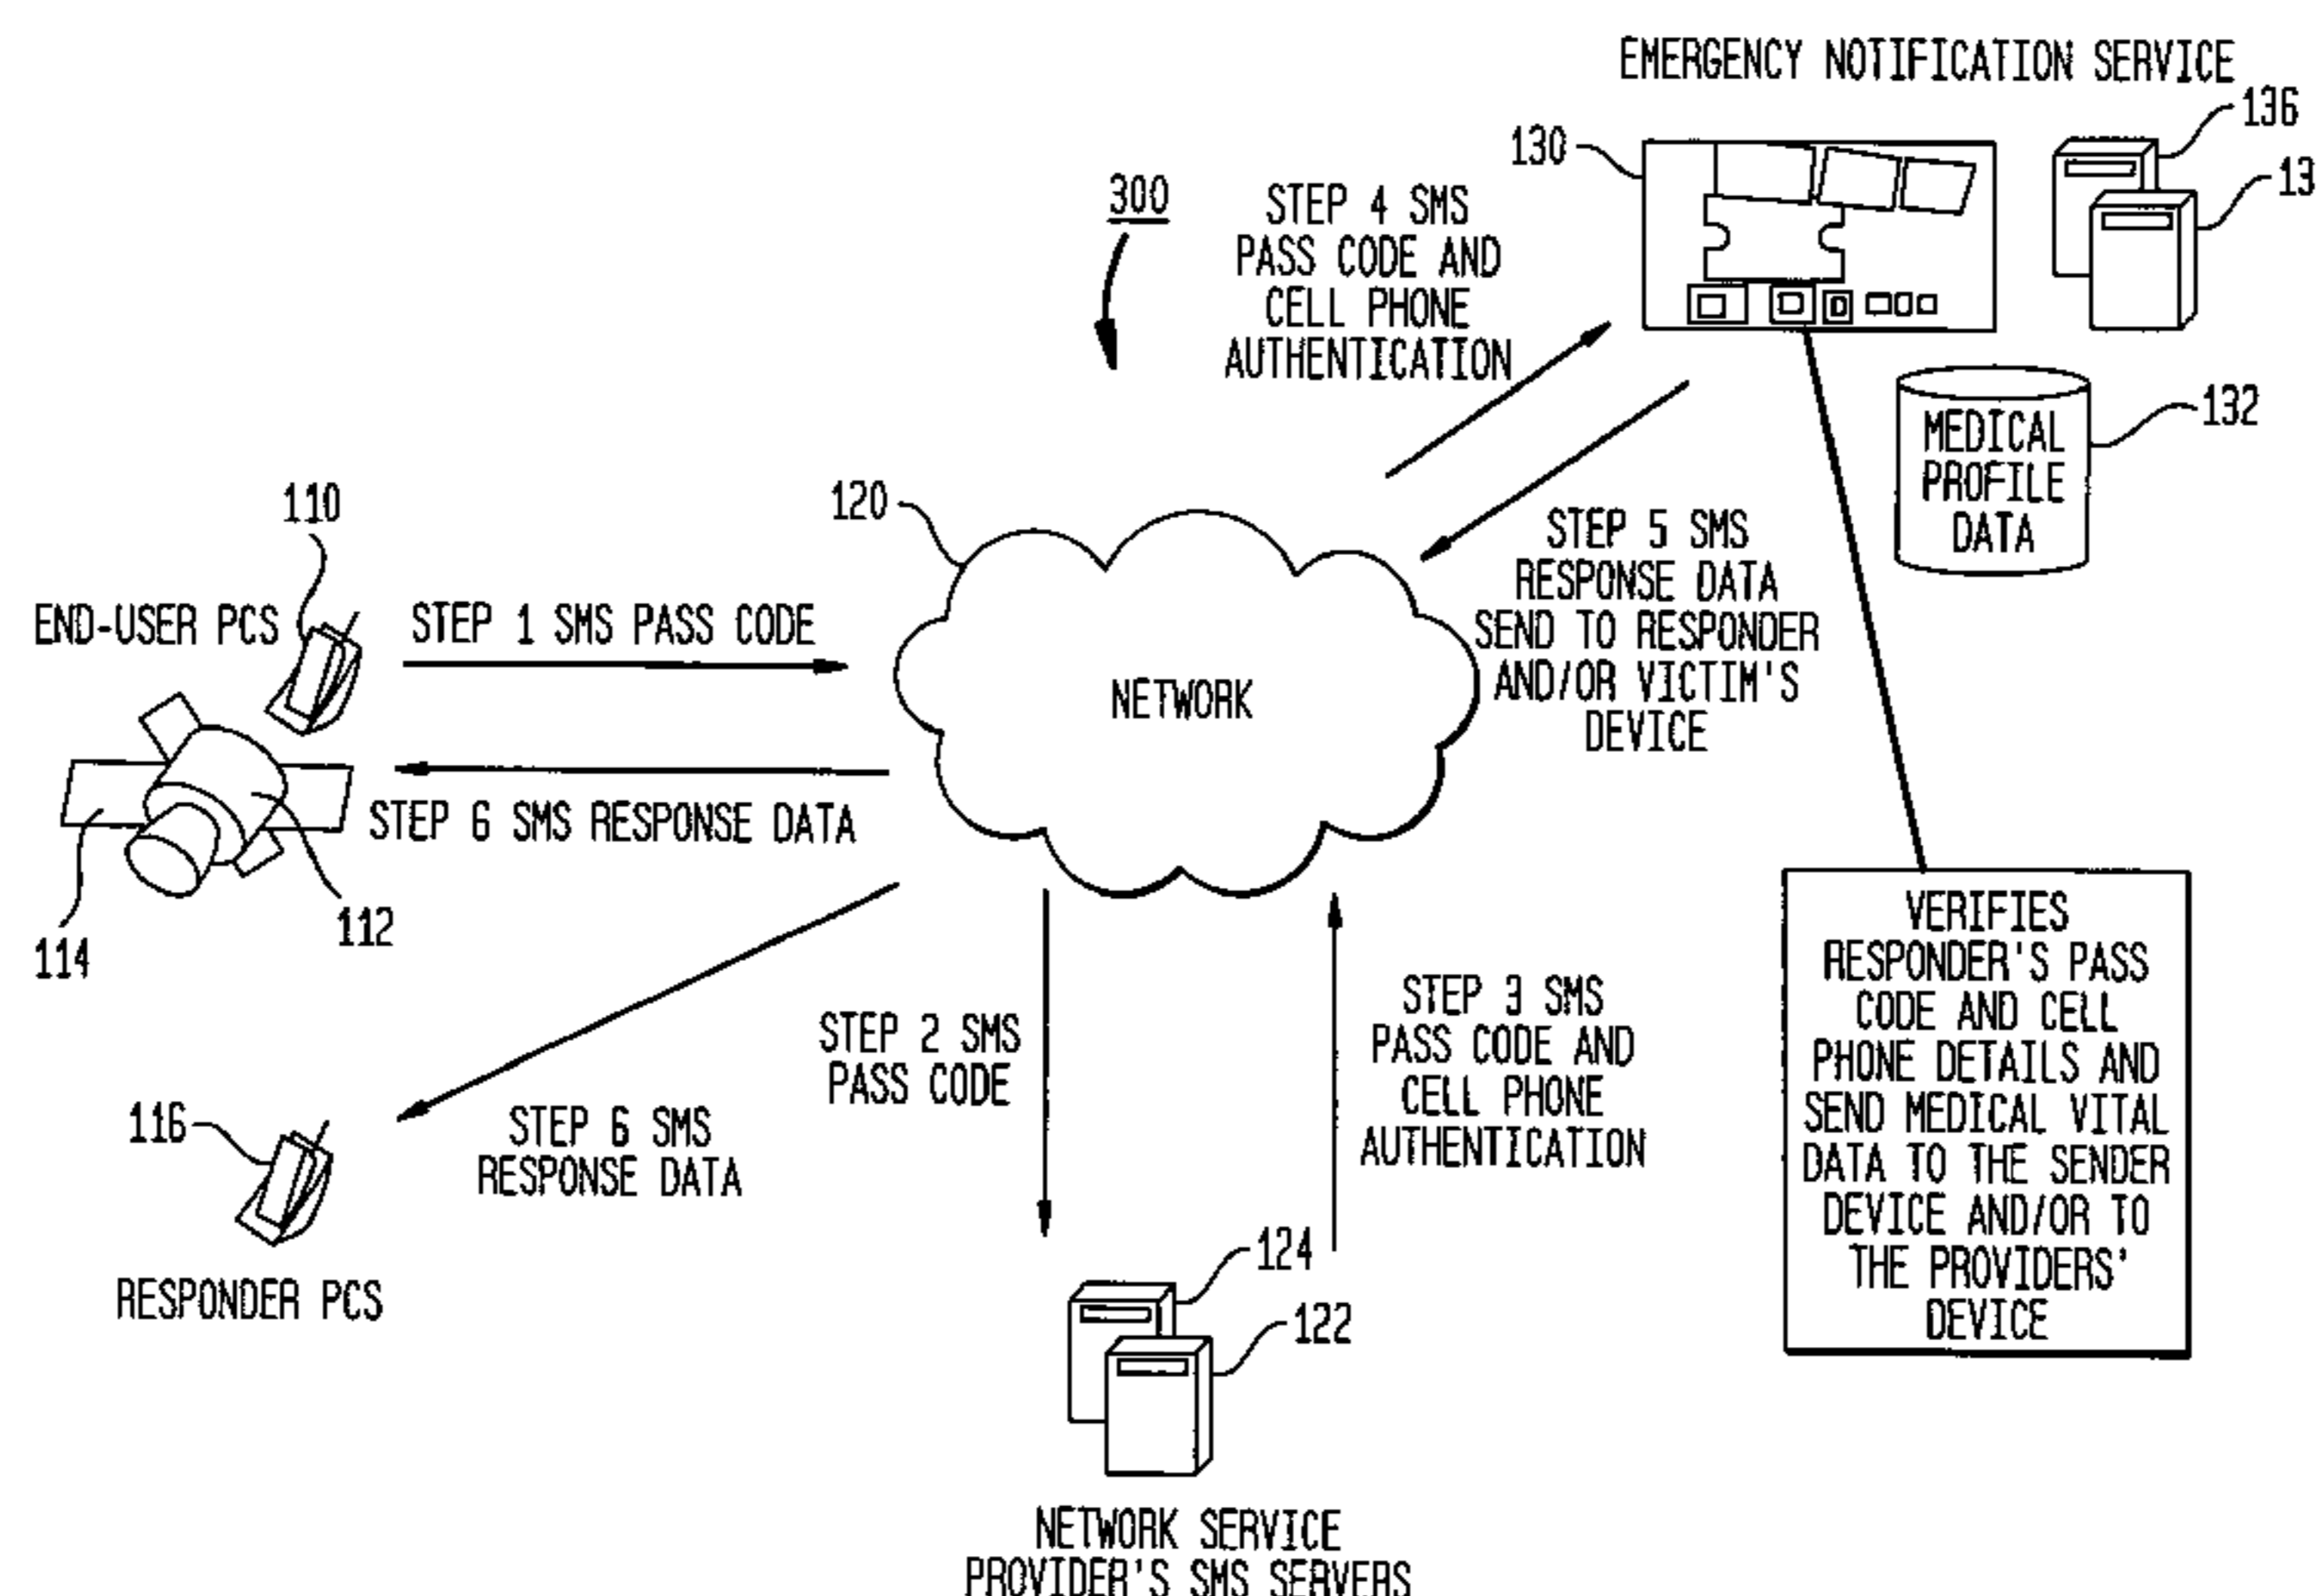 EMERGENCY NOTIFICATION SERVICE
136
130
13
300
STEP 4 SMS
PASS CODE AND
CELL PHONE
AUTHENTICATION
132
MEDICAL
PROFILE
DATA
110
120
STEP 5 SMS
RESPONSE DATA
SEND TO RESPONDER
AND/OR VICTIM'S
DEVICE
END-USER PCS
STEP 1 SMS PASS CODE
NETWORK
STEP 6 SMS RESPONSE DATA
112
114
VERIFIES
RESPONDER'S PASS
CODE AND CELL
PHONE DETAILS AND
SEND MEDICAL VITAL
DATA TO THE SENDER
DEVICE AND/OR TO
THE PROVIDERS'
DEVICE
STEP 2 SMS
PASS CODE
STEP 3 SMS
PASS CODE AND
CELL PHONE
AUTHENTICATION
116
STEP 6 SMS
RESPONSE DATA
RESPONDER PCS
124
122
NETWORK SERVICE
PROVIDER'S SMS SERVERS